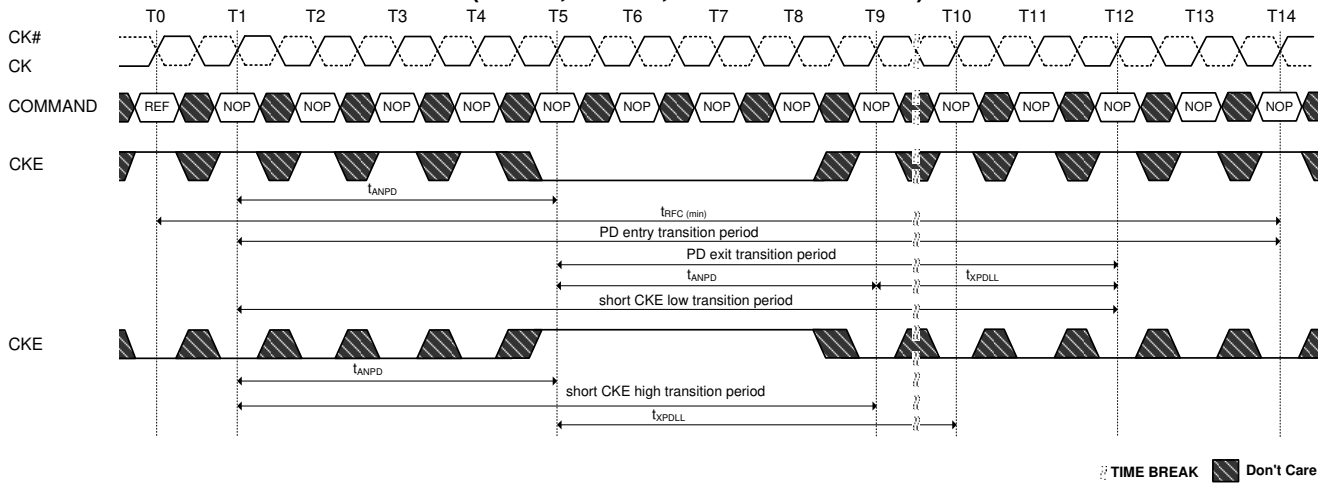 T0 T1 T2 T3 T4 T5 T6 T7 T8 T9 T10 T11 T12 T13 T14
CK#
CK
COMMAND REF NOP NOP NOP NOP NOP NOP NOP NOP NOP NOP NOP NOP NOP NOP
CKE
tANPD
tRFC (min)
PD entry transition period
PD exit transition period
tANPD tXPDLL
short CKE low transition period
CKE
tANPD
short CKE high transition period
tXPDLL
TIME BREAK Don't Care